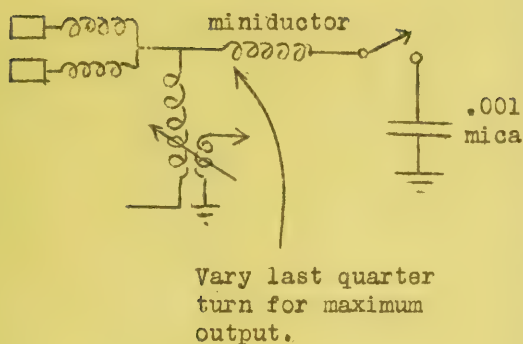 miniductor
.001
mica
Vary last quarter
turn for maximum
output.